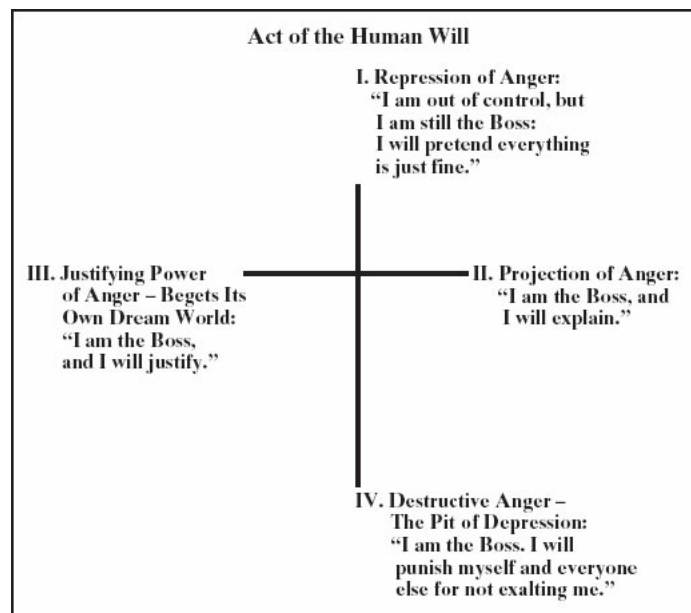 Act of the Human Will
I. Repression of Anger:
“I am out of control, but
I am still the Boss:
I will pretend everything
is just fine.”
III. Justifying Power
of Anger – Begets Its
Own Dream World:
“I am the Boss,
and I will justify.”
II. Projection of Anger:
“I am the Boss, and
I will explain.”
IV. Destructive Anger –
The Pit of Depression:
“I am the Boss. I will
punish myself and everyone
else for not exalting me.”